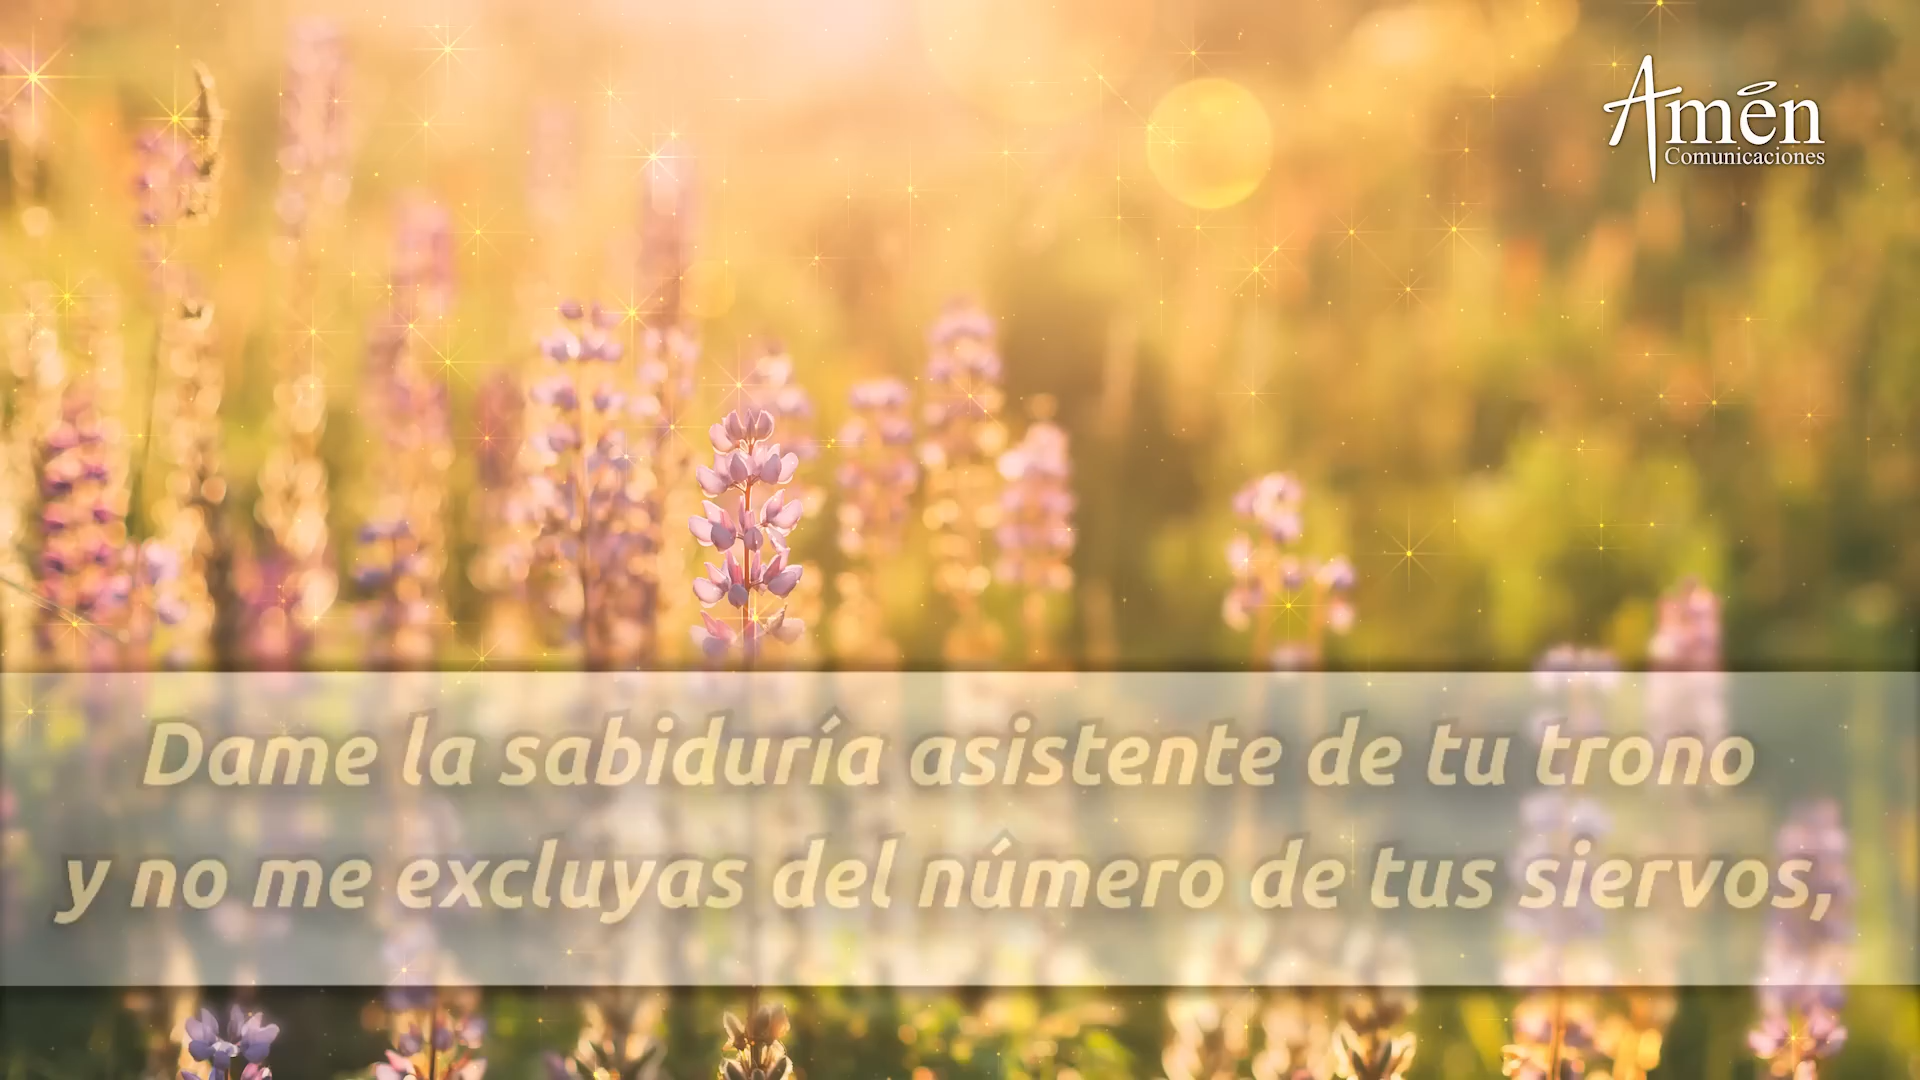 Amén
Comunicaciones
Dame la sabiduría asistente de tu trono
y no me excluyas del número de tus siervos,